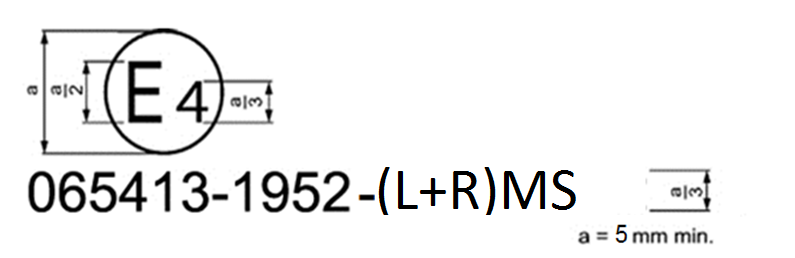 a
a/2
E 4
a/3
065413-1952-(L+R)MS
a/3
a = 5 mm min.